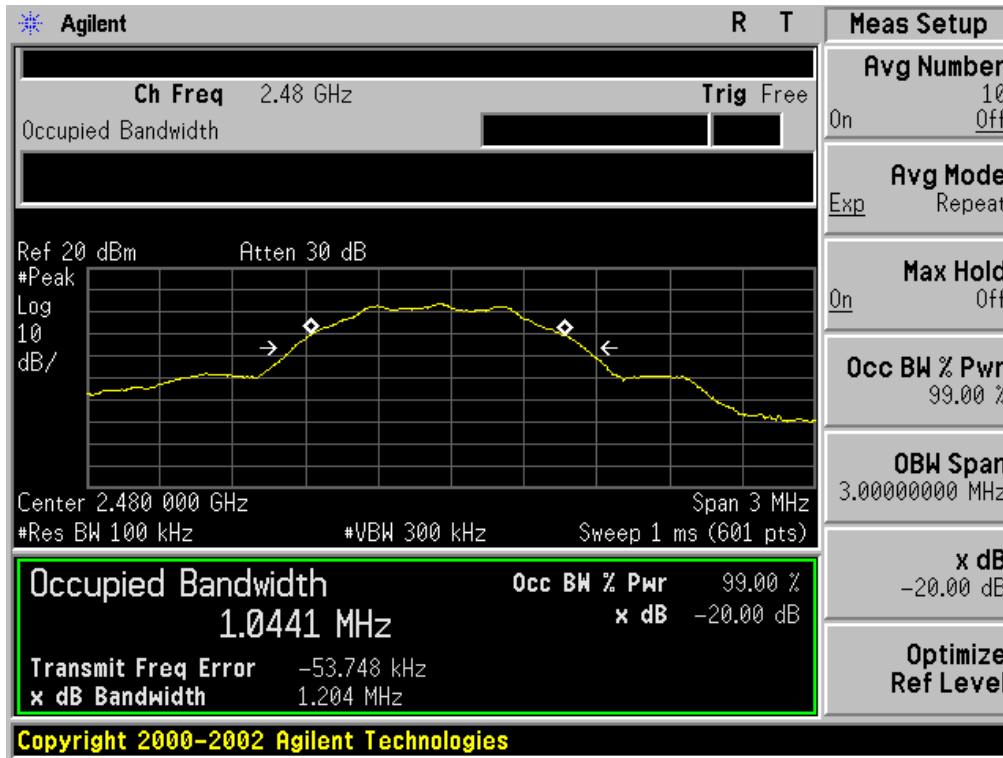 Agilent R T
Ch Freq 2.48 GHz Trig Free
Occupied Bandwidth
Ref 20 dBm Atten 30 dB
#Peak
Log
10
dB/
Center 2.480 000 GHz Span 3 MHz
#Res BW 100 kHz #VBW 300 kHz Sweep 1 ms (601 pts)
Occupied Bandwidth
1.0441 MHz
Occ BW % Pwr 99.00 %
x dB -20.00 dB
Transmit Freq Error -53.748 kHz
x dB Bandwidth 1.204 MHz
Copyright 2000-2002 Agilent Technologies
Meas Setup
Avg Number
10
On Off
Avg Mode
Exp Repeat
Max Hold
On Off
Occ BW % Pwr
99.00 %
OBW Span
3.00000000 MHz
x dB
-20.00 dB
Optimize
Ref Level